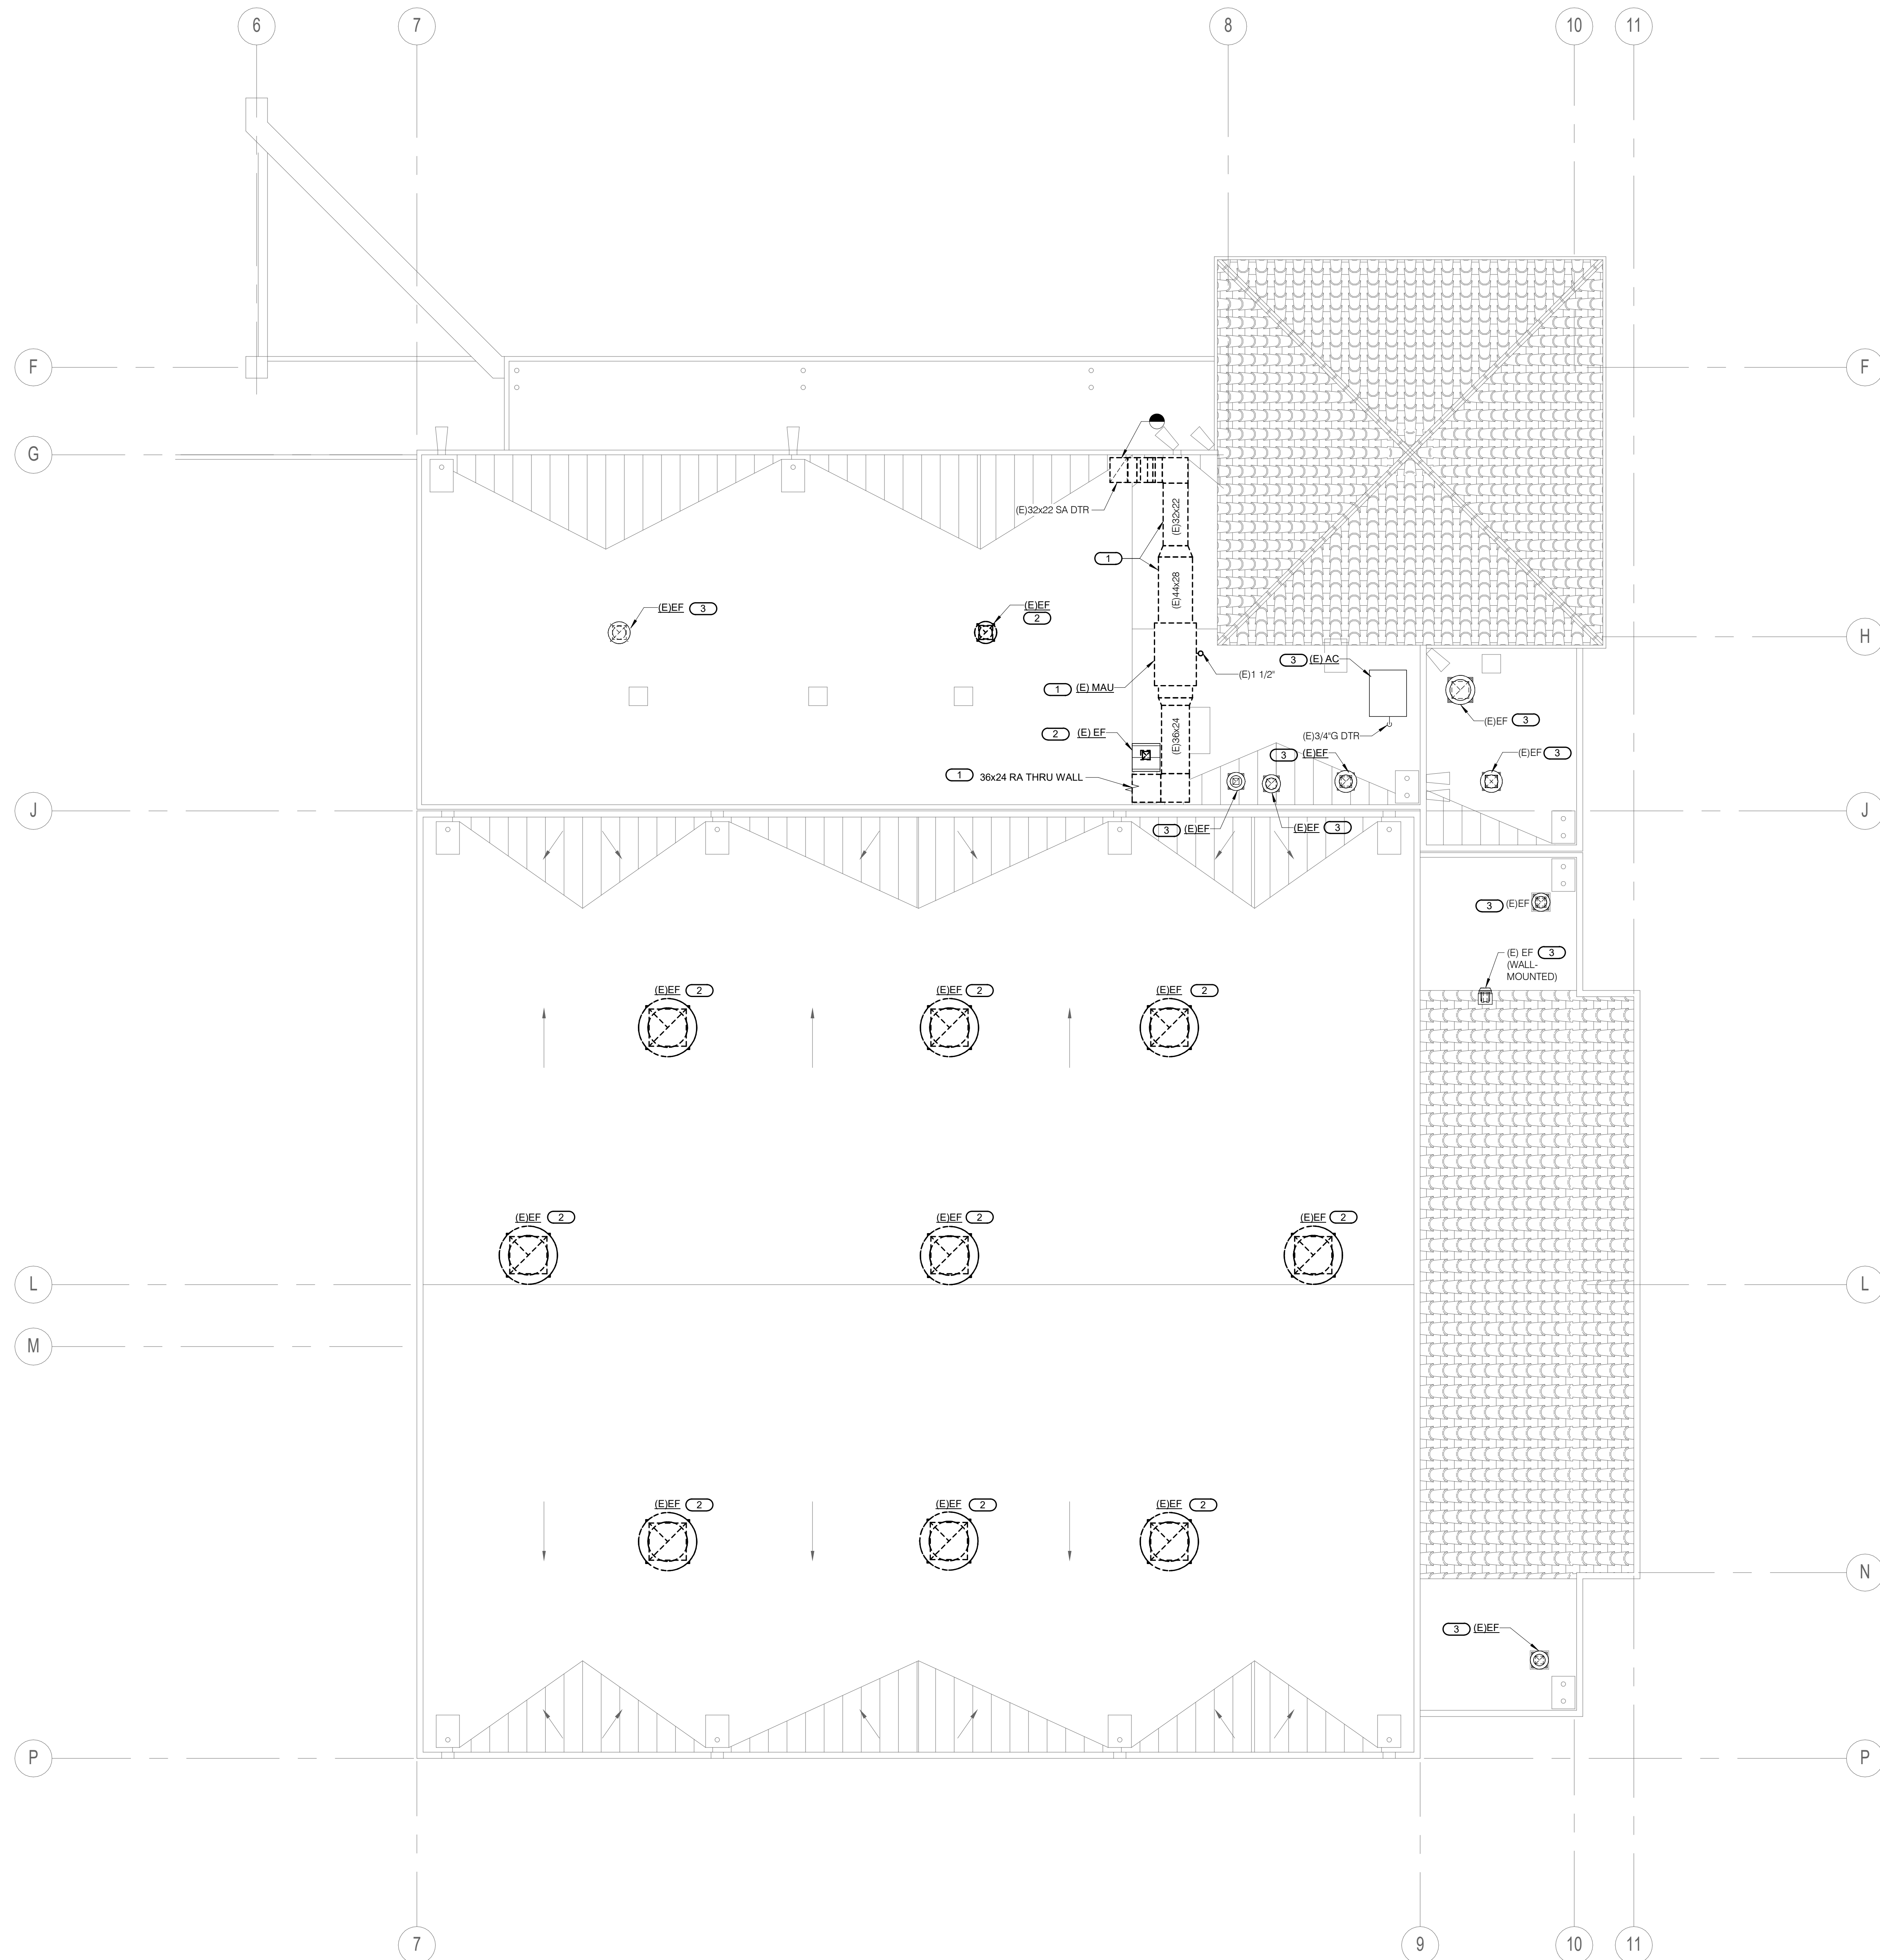 6
7
8
10
11
F
F
G
(E)32x22 SA DTR
(E)32x22
1
(E)44x28
(E)EF 3
(E)EF
2
H
3 (E) AC
(E)1 1/2"
1 (E) MAU
(E)EF 3
2 (E) EF
(E)36x24
(E)3/4"G DTR
3 (E)EF
(E)EF 3
1 36x24 RA THRU WALL
J
J
3 (E)EF
(E)EF 3
3 (E)EF
(E) EF 3
(WALL-
MOUNTED)
(E)EF 2
(E)EF 2
(E)EF 2
(E)EF 2
(E)EF 2
(E)EF 2
L
L
M
(E)EF 2
(E)EF 2
(E)EF 2
N
3 (E)EF
P
P
7
9
10
11